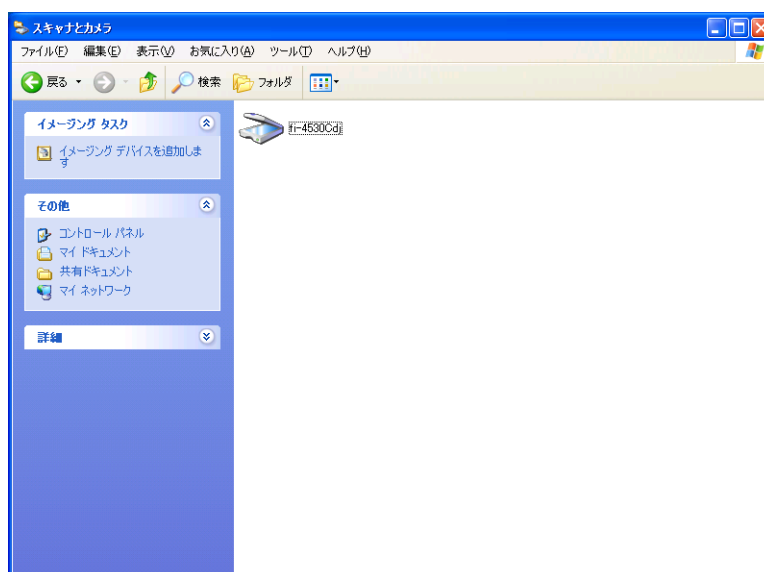 スキャナとカメラ
ファイル(F) 編集(E) 表示(V) お気に入り(A) ツール(T) ヘルプ(H)
戻る 検索 フォルダ
イメージング タスク
イメージング デバイスを追加しま
す
その他
コントロール パネル
マイ ドキュメント
共有ドキュメント
マイ ネットワーク
詳細
fi-4530Cdj